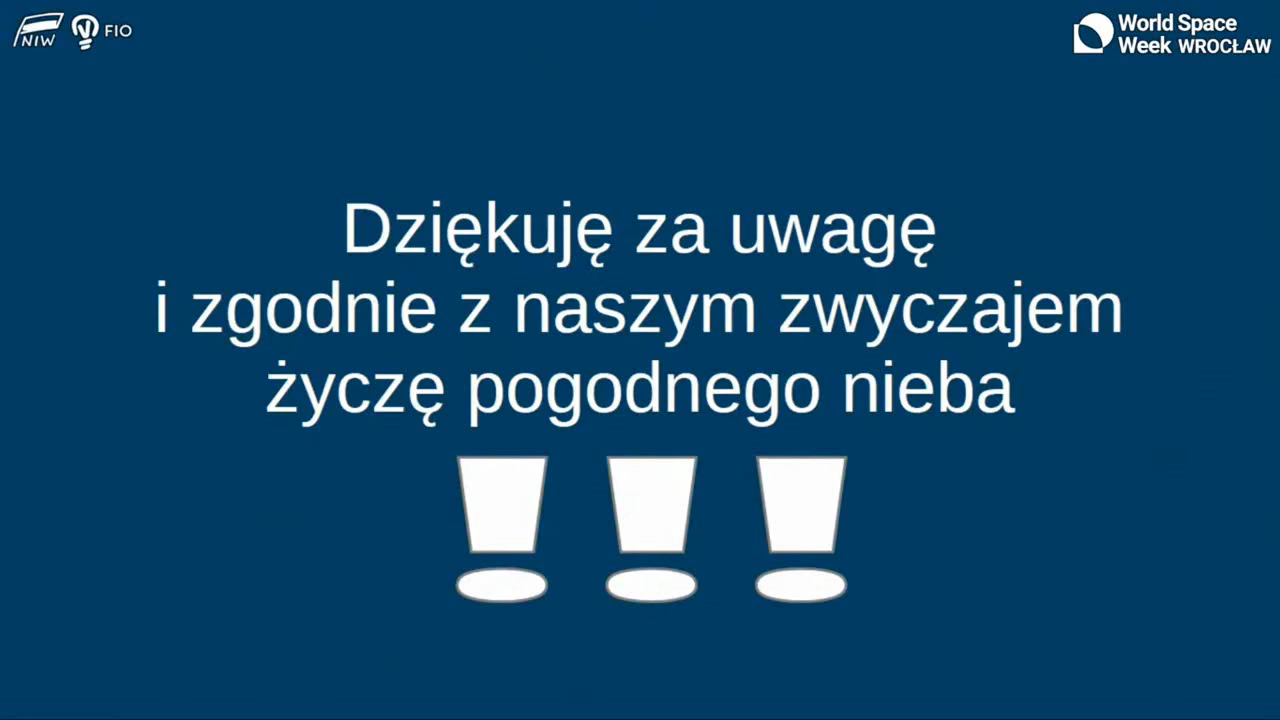 NIW
FIO
World Space
Week WROCŁAW
Dziękuję za uwagę
i zgodnie z naszym zwyczajem
życzę pogodnego nieba
!!!